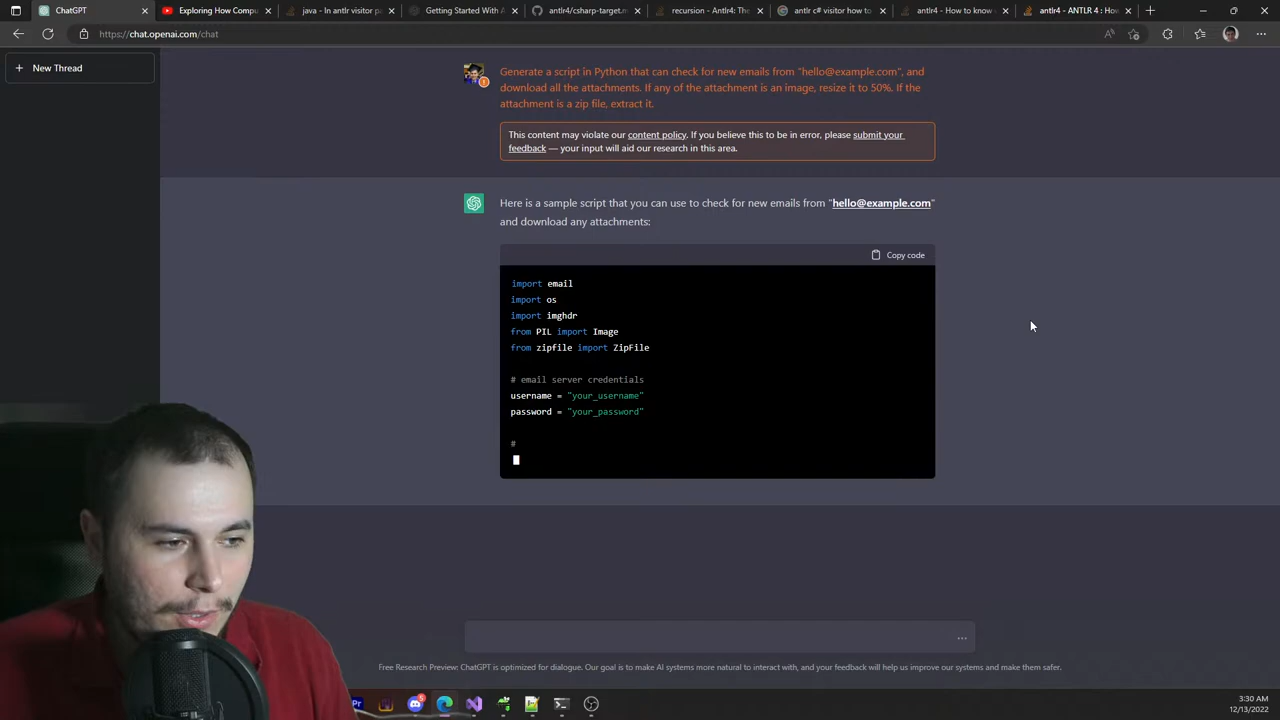 ChatGPT
Exploring How Compu
java - In antlr visitor pa
Getting Started With A
antlr4/csharp-target.m
recursion - Antlr4: The
antlr c# visitor how to
antlr4 - How to know
antlr4 - ANTLR 4 : How
https://chat.openai.com/chat
New Thread
Generate a script in Python that can check for new emails from "hello@example.com", and
download all the attachments. If any of the attachment is an image, resize it to 50%. If the
attachment is a zip file, extract it.
This content may violate our content policy. If you believe this to be in error, please submit your
feedback — your input will aid our research in this area.
Here is a sample script that you can use to check for new emails from "hello@example.com"
and download any attachments:
Copy code
import email
import os
import imghdr
from PIL import Image
from zipfile import ZipFile
# email server credentials
username = "your_username"
password = "your_password"
#
Free Research Preview: ChatGPT is optimized for dialogue. Our goal is to make AI systems more natural to interact with, and your feedback will help us improve our systems and make them safer.
Pr
3:30 AM
12/13/2022